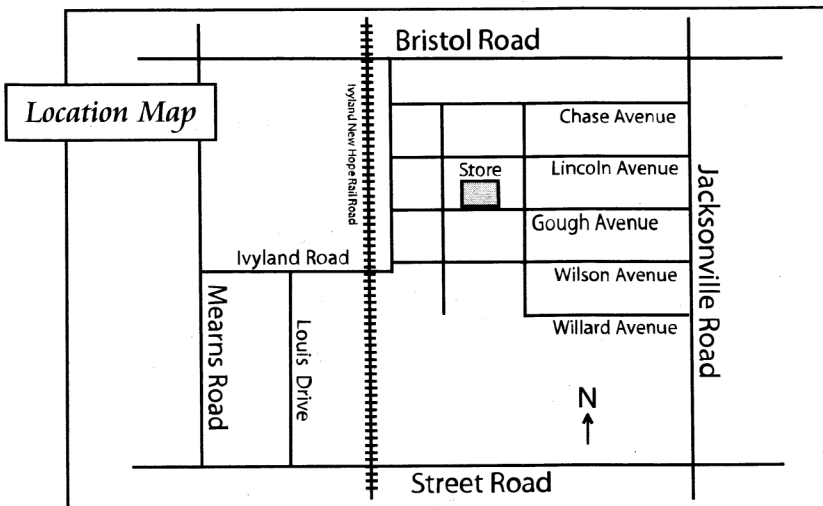 Bristol Road
Location Map
Ivyland New Hope Rail Road
Chase Avenue
Store
Lincoln Avenue
Jacksonville Road
Gough Avenue
Ivyland Road
Wilson Avenue
Mearns Road
Louis Drive
Willard Avenue
N
Street Road